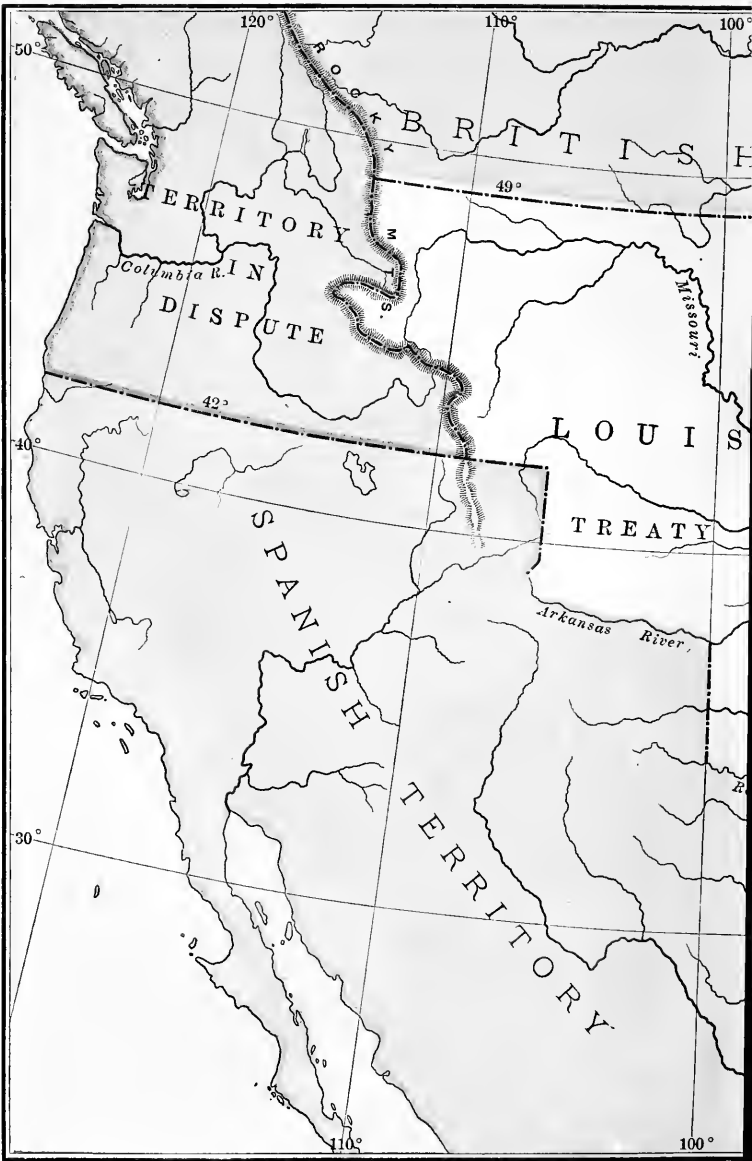 120°
110°
100°
50°
ROCKY MTS.
BRITISH
49°
TERRITORY
IN
DISPUTE
Columbia R.
Missouri
42°
40°
LOUIS
TREATY
SPANISH TERRITORY
Arkansas River,
30°
R
110°
100°